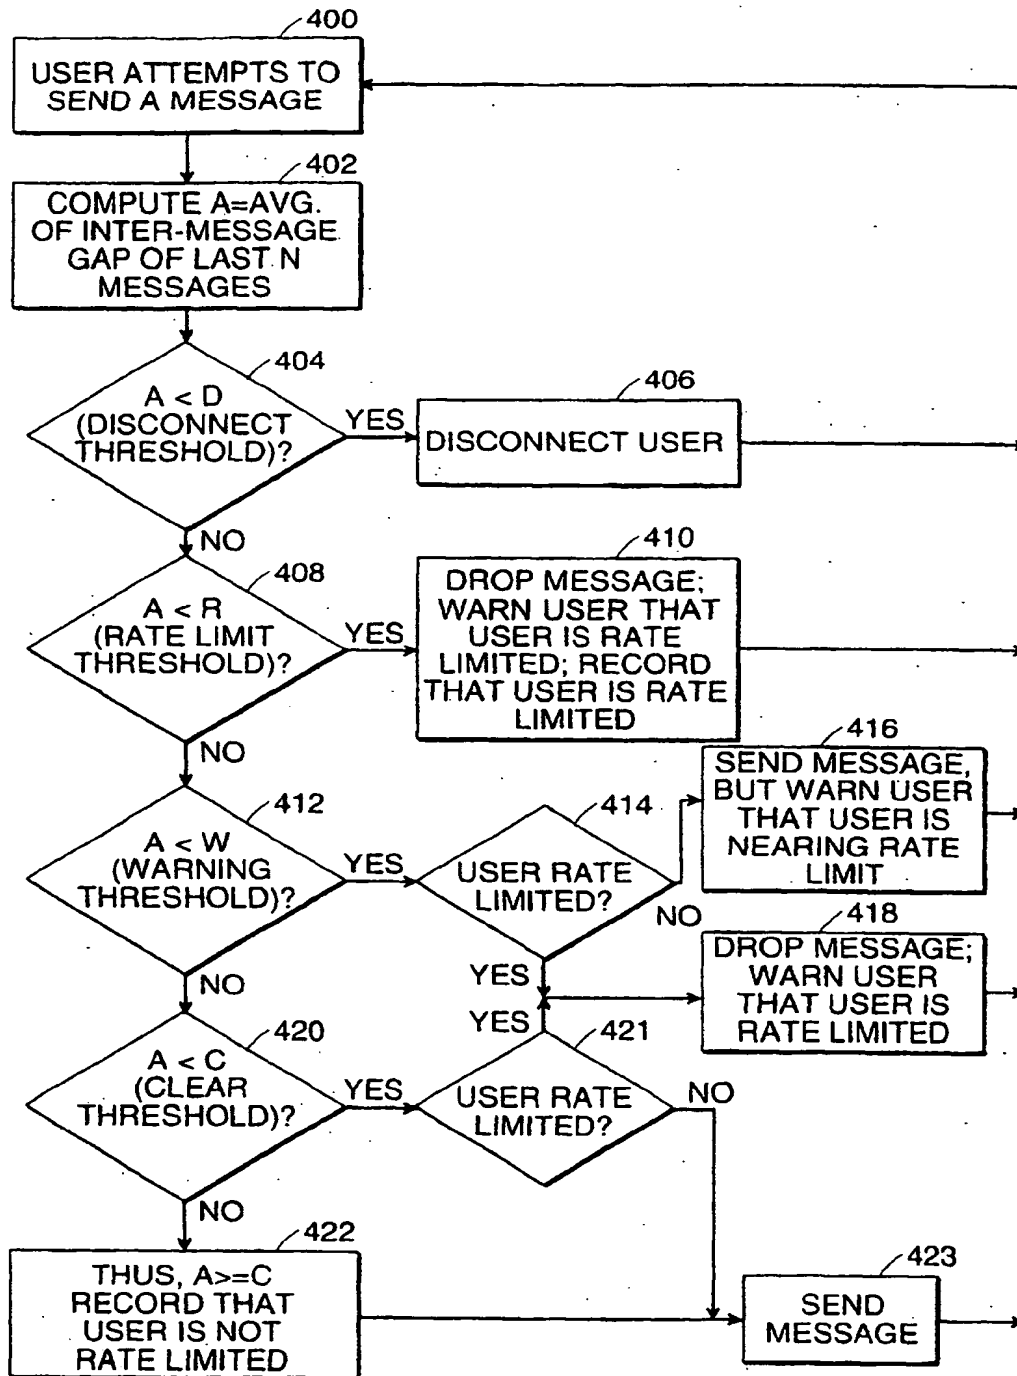 400
USER ATTEMPTS TO
SEND A MESSAGE
402
COMPUTE A=AVG.
OF INTER-MESSAGE
GAP OF LAST N
MESSAGES
404
A < D
(DISCONNECT
THRESHOLD)?
YES
NO
406
DISCONNECT USER
408
A < R
(RATE LIMIT
THRESHOLD)?
YES
NO
410
DROP MESSAGE;
WARN USER THAT
USER IS RATE
LIMITED; RECORD
THAT USER IS RATE
LIMITED
412
A < W
(WARNING
THRESHOLD)?
YES
NO
414
USER RATE
LIMITED?
NO
YES
416
SEND MESSAGE,
BUT WARN USER
THAT USER IS
NEARING RATE
LIMIT
418
DROP MESSAGE;
WARN USER
THAT USER IS
RATE LIMITED
420
A < C
(CLEAR
THRESHOLD)?
YES
NO
421
USER RATE
LIMITED?
YES
NO
422
THUS, A>=C
RECORD THAT
USER IS NOT
RATE LIMITED
423
SEND
MESSAGE